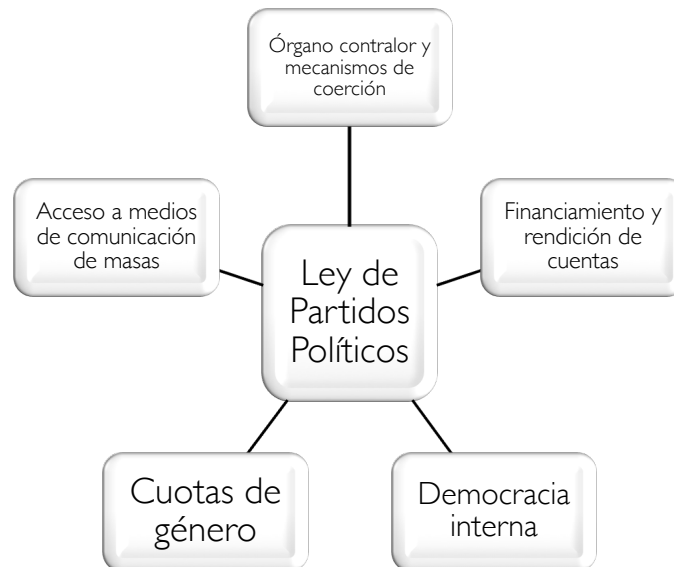 Órgano contralor y
mecanismos de
coerción
Acceso a medios
de comunicación
de masas
Financiamiento y
rendición de
cuentas
Ley de
Partidos
Políticos
Cuotas de
género
Democracia
interna